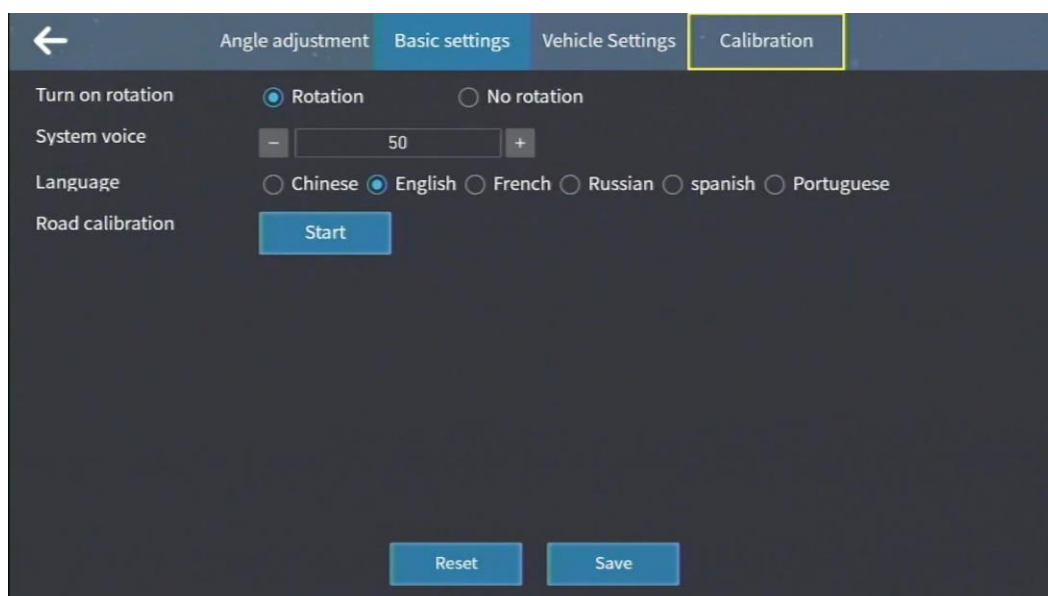 Angle adjustment Basic settings Vehicle Settings Calibration
Turn on rotation Rotation No rotation
System voice - 50 +
Language Chinese English French Russian spanish Portuguese
Road calibration Start
Reset Save